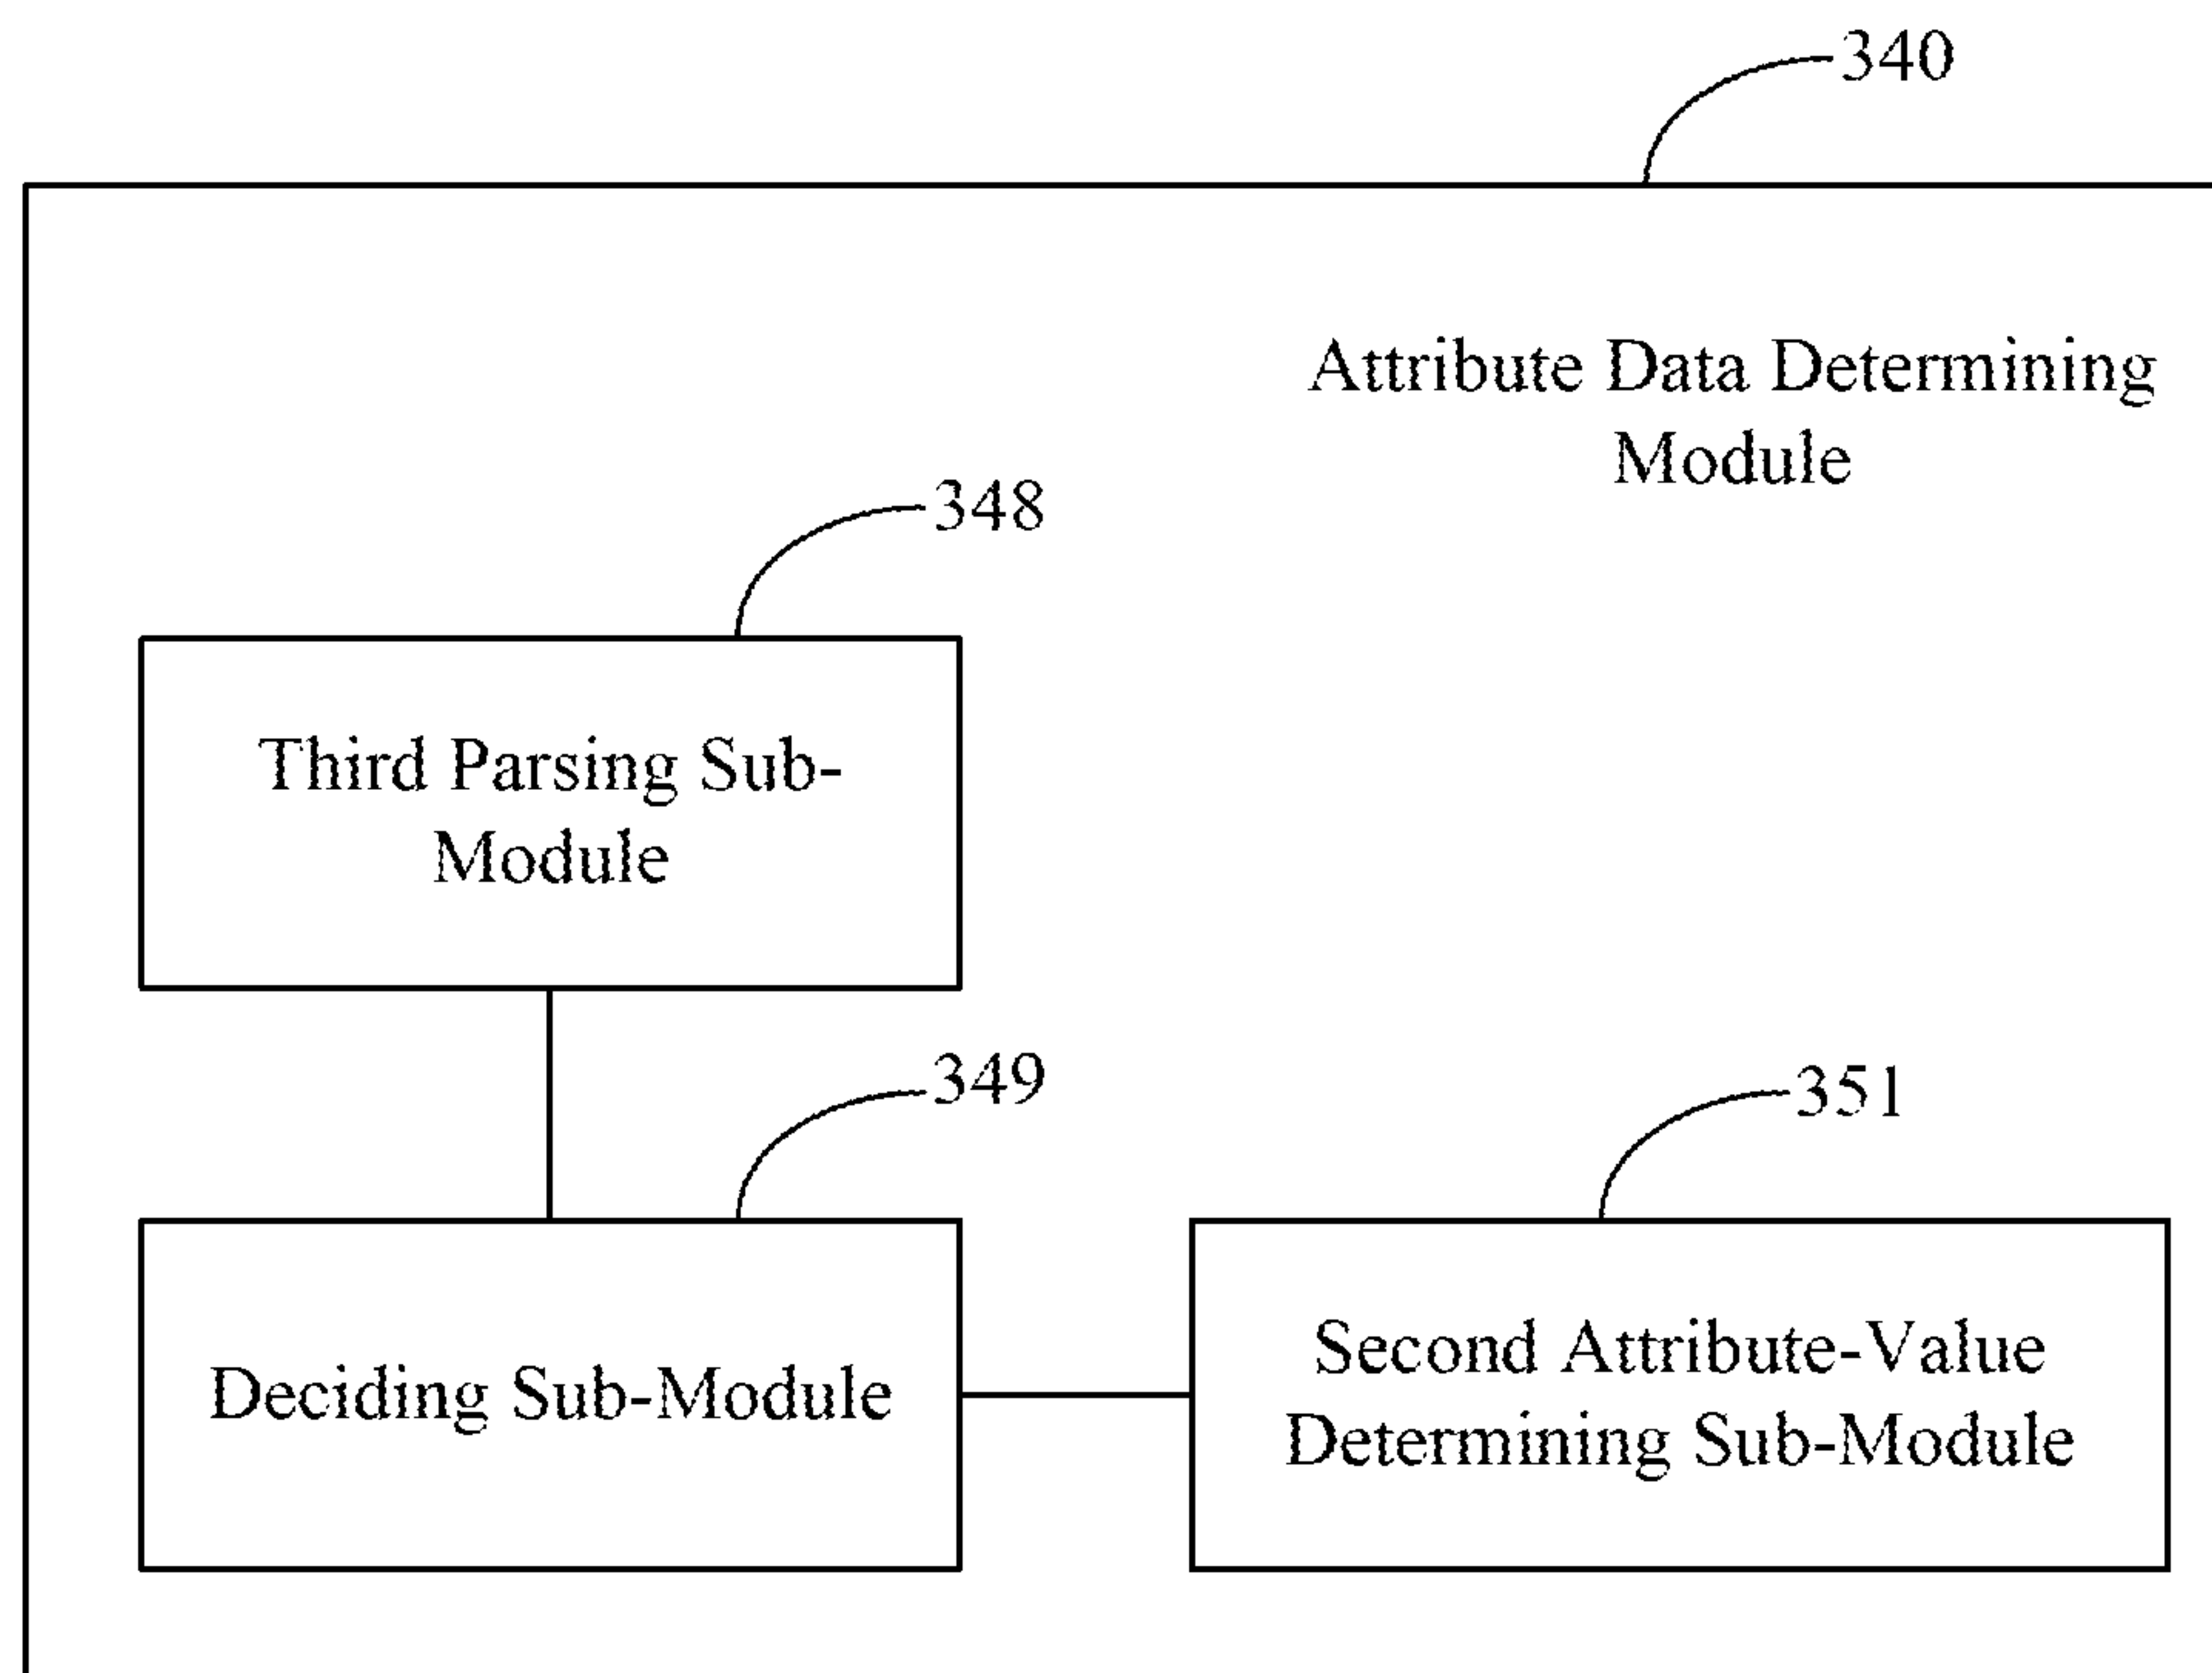 340
Attribute Data Determining
Module
348
Third Parsing Sub-
Module
349
351
Deciding Sub-Module
Second Attribute-Value
Determining Sub-Module